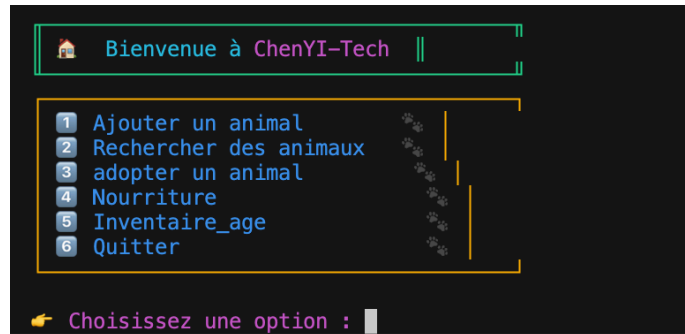 Bienvenue à ChenYI-Tech
1 Ajouter un animal
2 Rechercher des animaux
3 adopter un animal
4 Nourriture
5 Inventaire_age
6 Quitter
Choisissez une option :